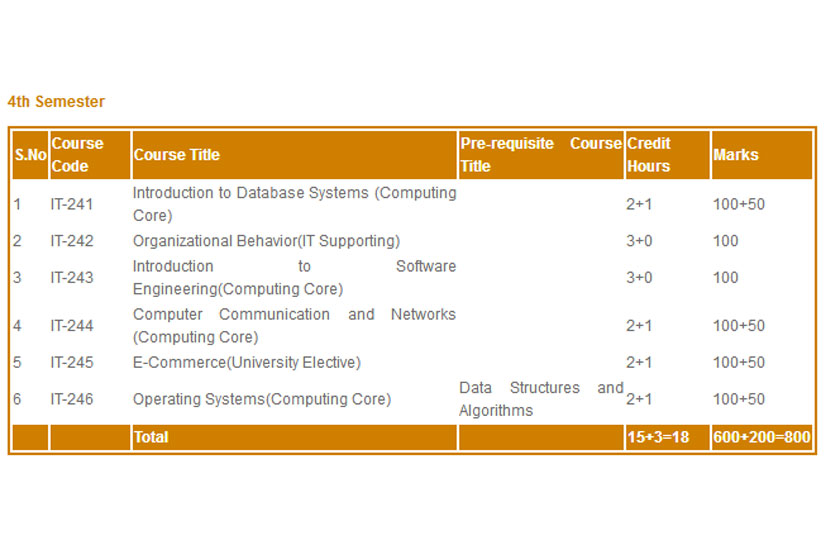 4th Semester
S.No Course Code Course Title Pre-requisite Course Title Credit Hours Marks
1 IT-241 Introduction to Database Systems (Computing Core) 2+1 100+50
2 IT-242 Organizational Behavior(IT Supporting) 3+0 100
3 IT-243 Introduction to Software Engineering(Computing Core) 3+0 100
4 IT-244 Computer Communication and Networks (Computing Core) 2+1 100+50
5 IT-245 E-Commerce(University Elective) 2+1 100+50
6 IT-246 Operating Systems(Computing Core) Data Structures and Algorithms 2+1 100+50
Total 15+3=18 600+200=800